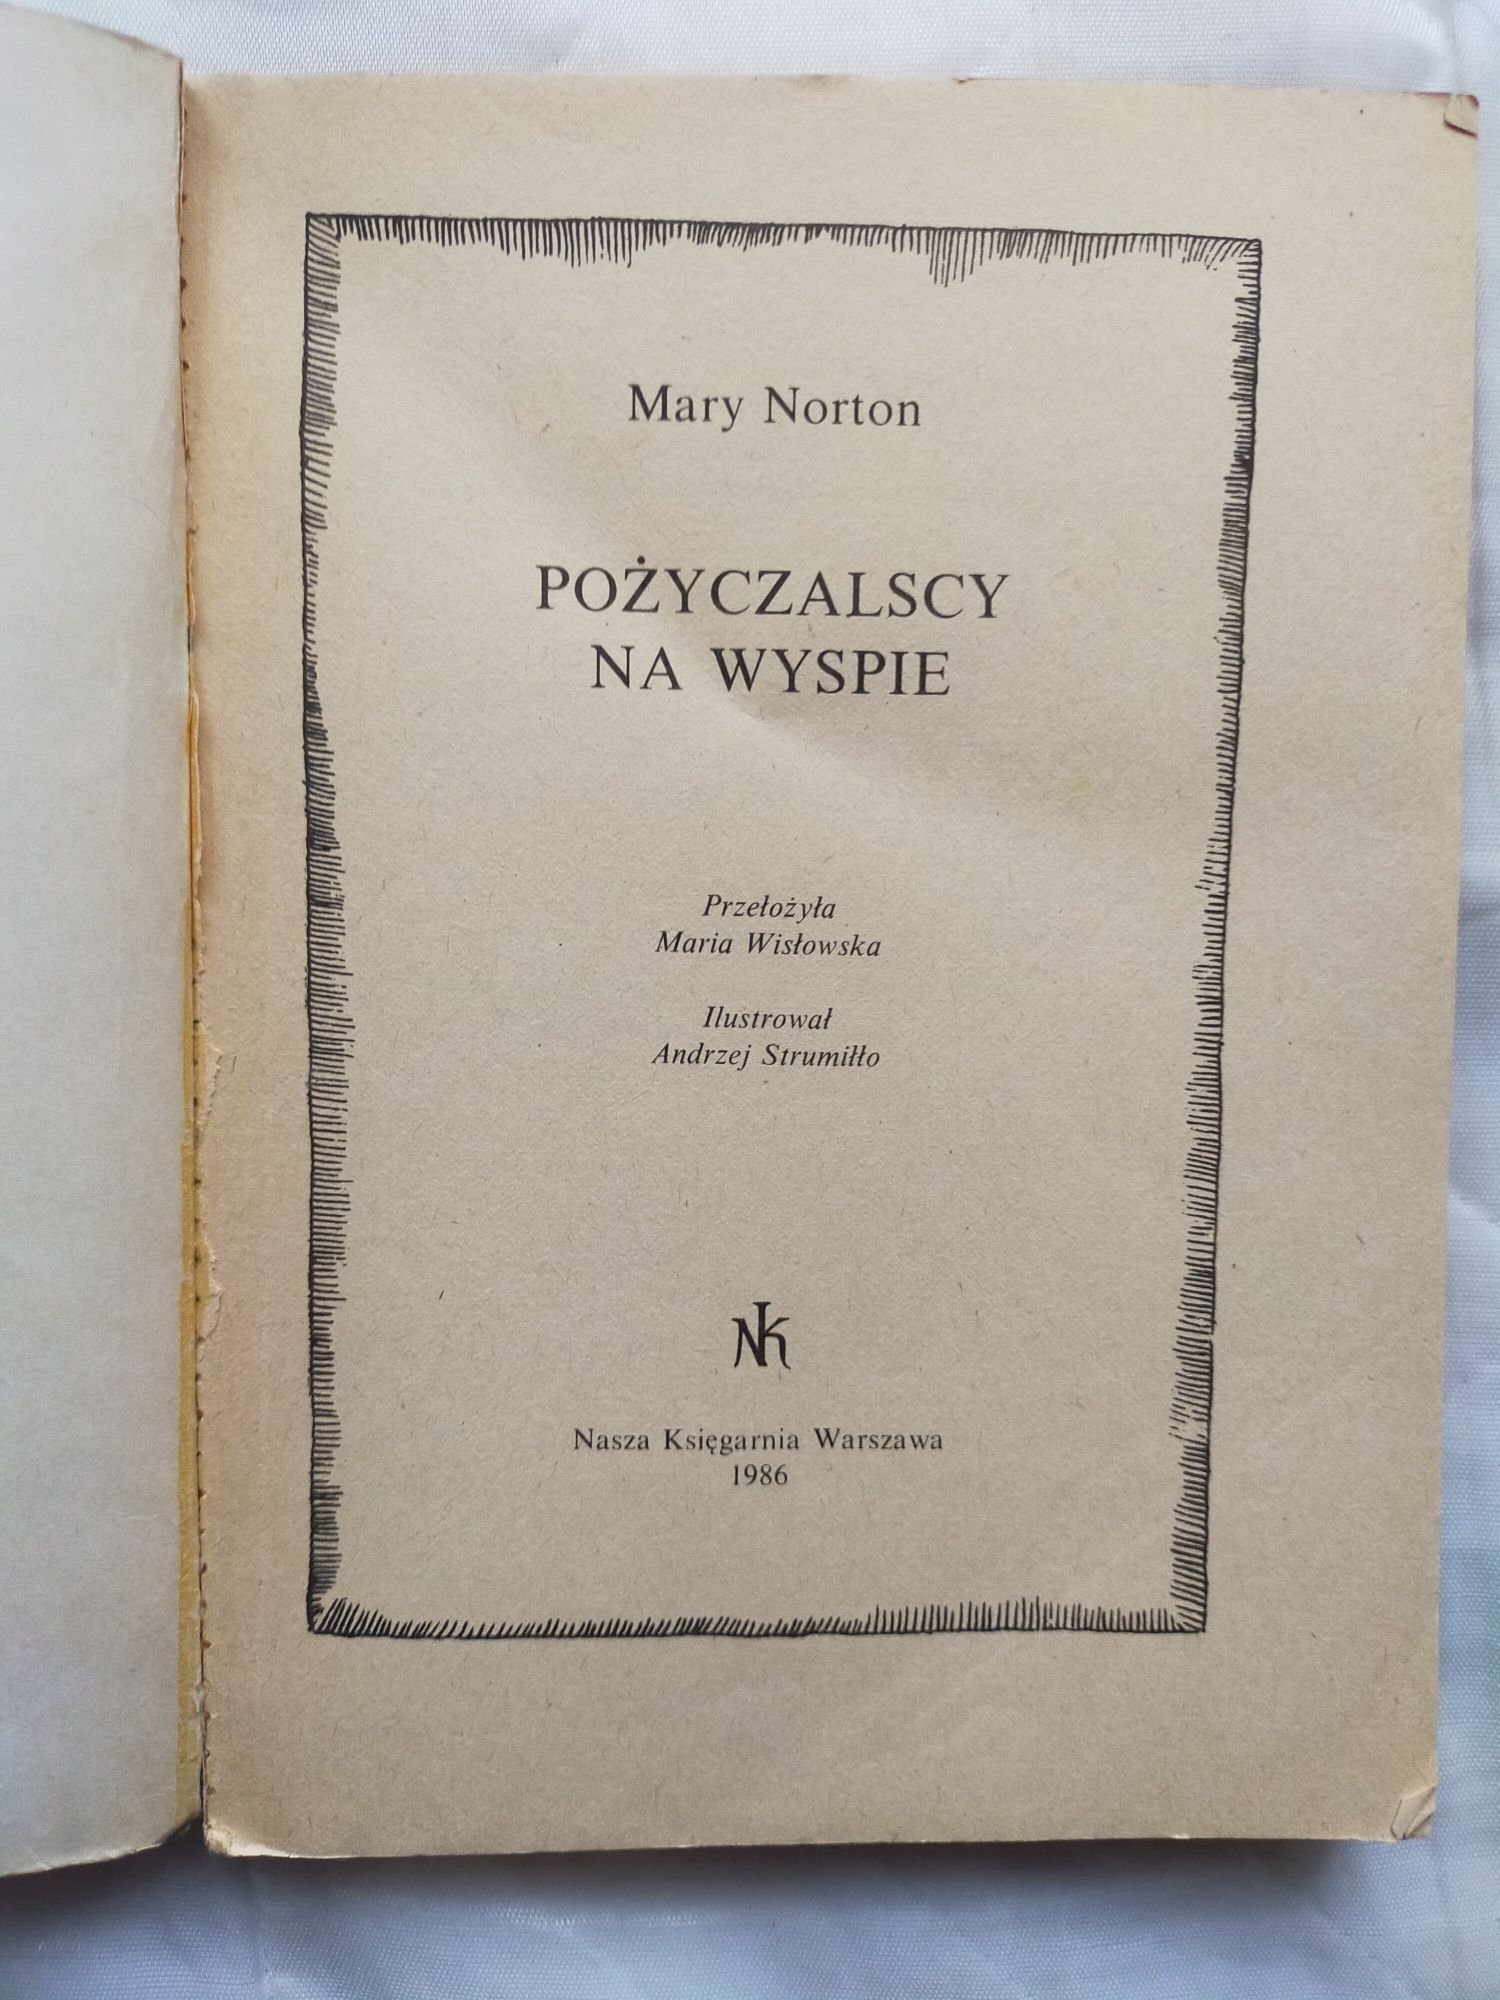 Mary Norton
POŻYCZALSCY
NA WYSPIE
Przełożyła
Maria Wisłowska
Ilustrował
Andrzej Strumiłło
NK
Nasza Księgarnia Warszawa
1986